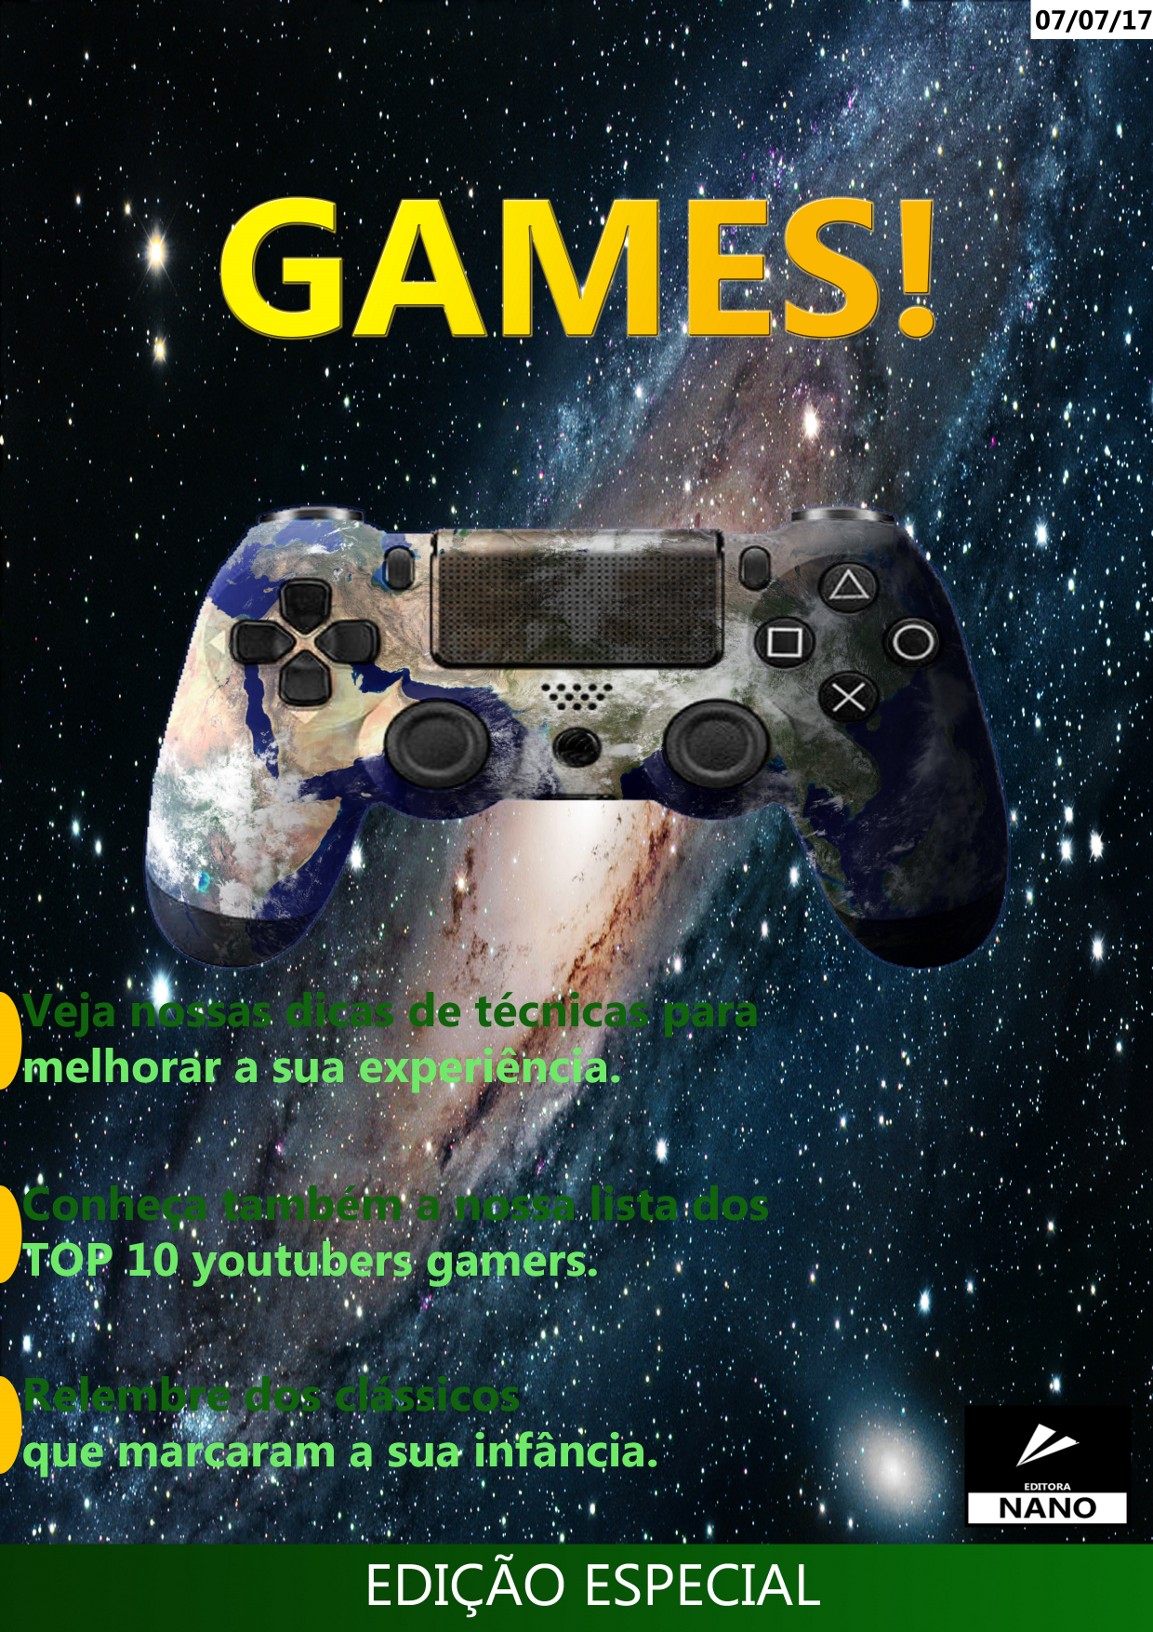 07/07/17
GAMES!
Veja nossas dicas de técnicas para
melhorar a sua experiência.
Conheça também a nossa lista dos
TOP 10 youtubers gamers.
Relembre dos clássicos
que marcaram a sua infância.
EDITORA
NANO
EDIÇÃO ESPECIAL